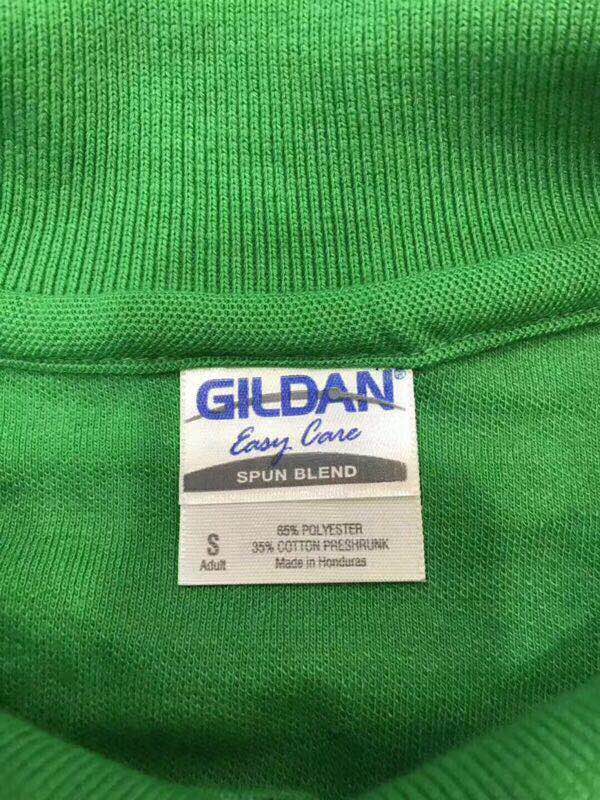 GILDAN®
Easy Care
SPUN BLEND
S
Adult
65% POLYESTER
35% COTTON PRESHRUNK
Made in Honduras